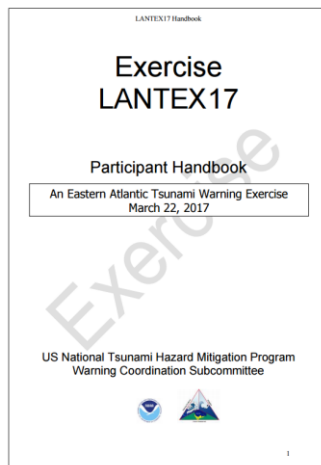 LANTEX17 Handbook
Exercise
LANTEX17
Participant Handbook
An Eastern Atlantic Tsunami Warning Exercise
March 22, 2017
Exercise
US National Tsunami Hazard Mitigation Program
Warning Coordination Subcommittee
1